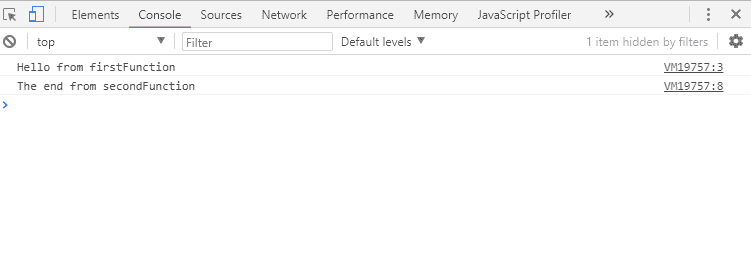 Elements Console Sources Network Performance Memory JavaScript Profiler »
top Filter Default levels 1 item hidden by filters
Hello from firstFunction VM19757:3
The end from secondFunction VM19757:8
>